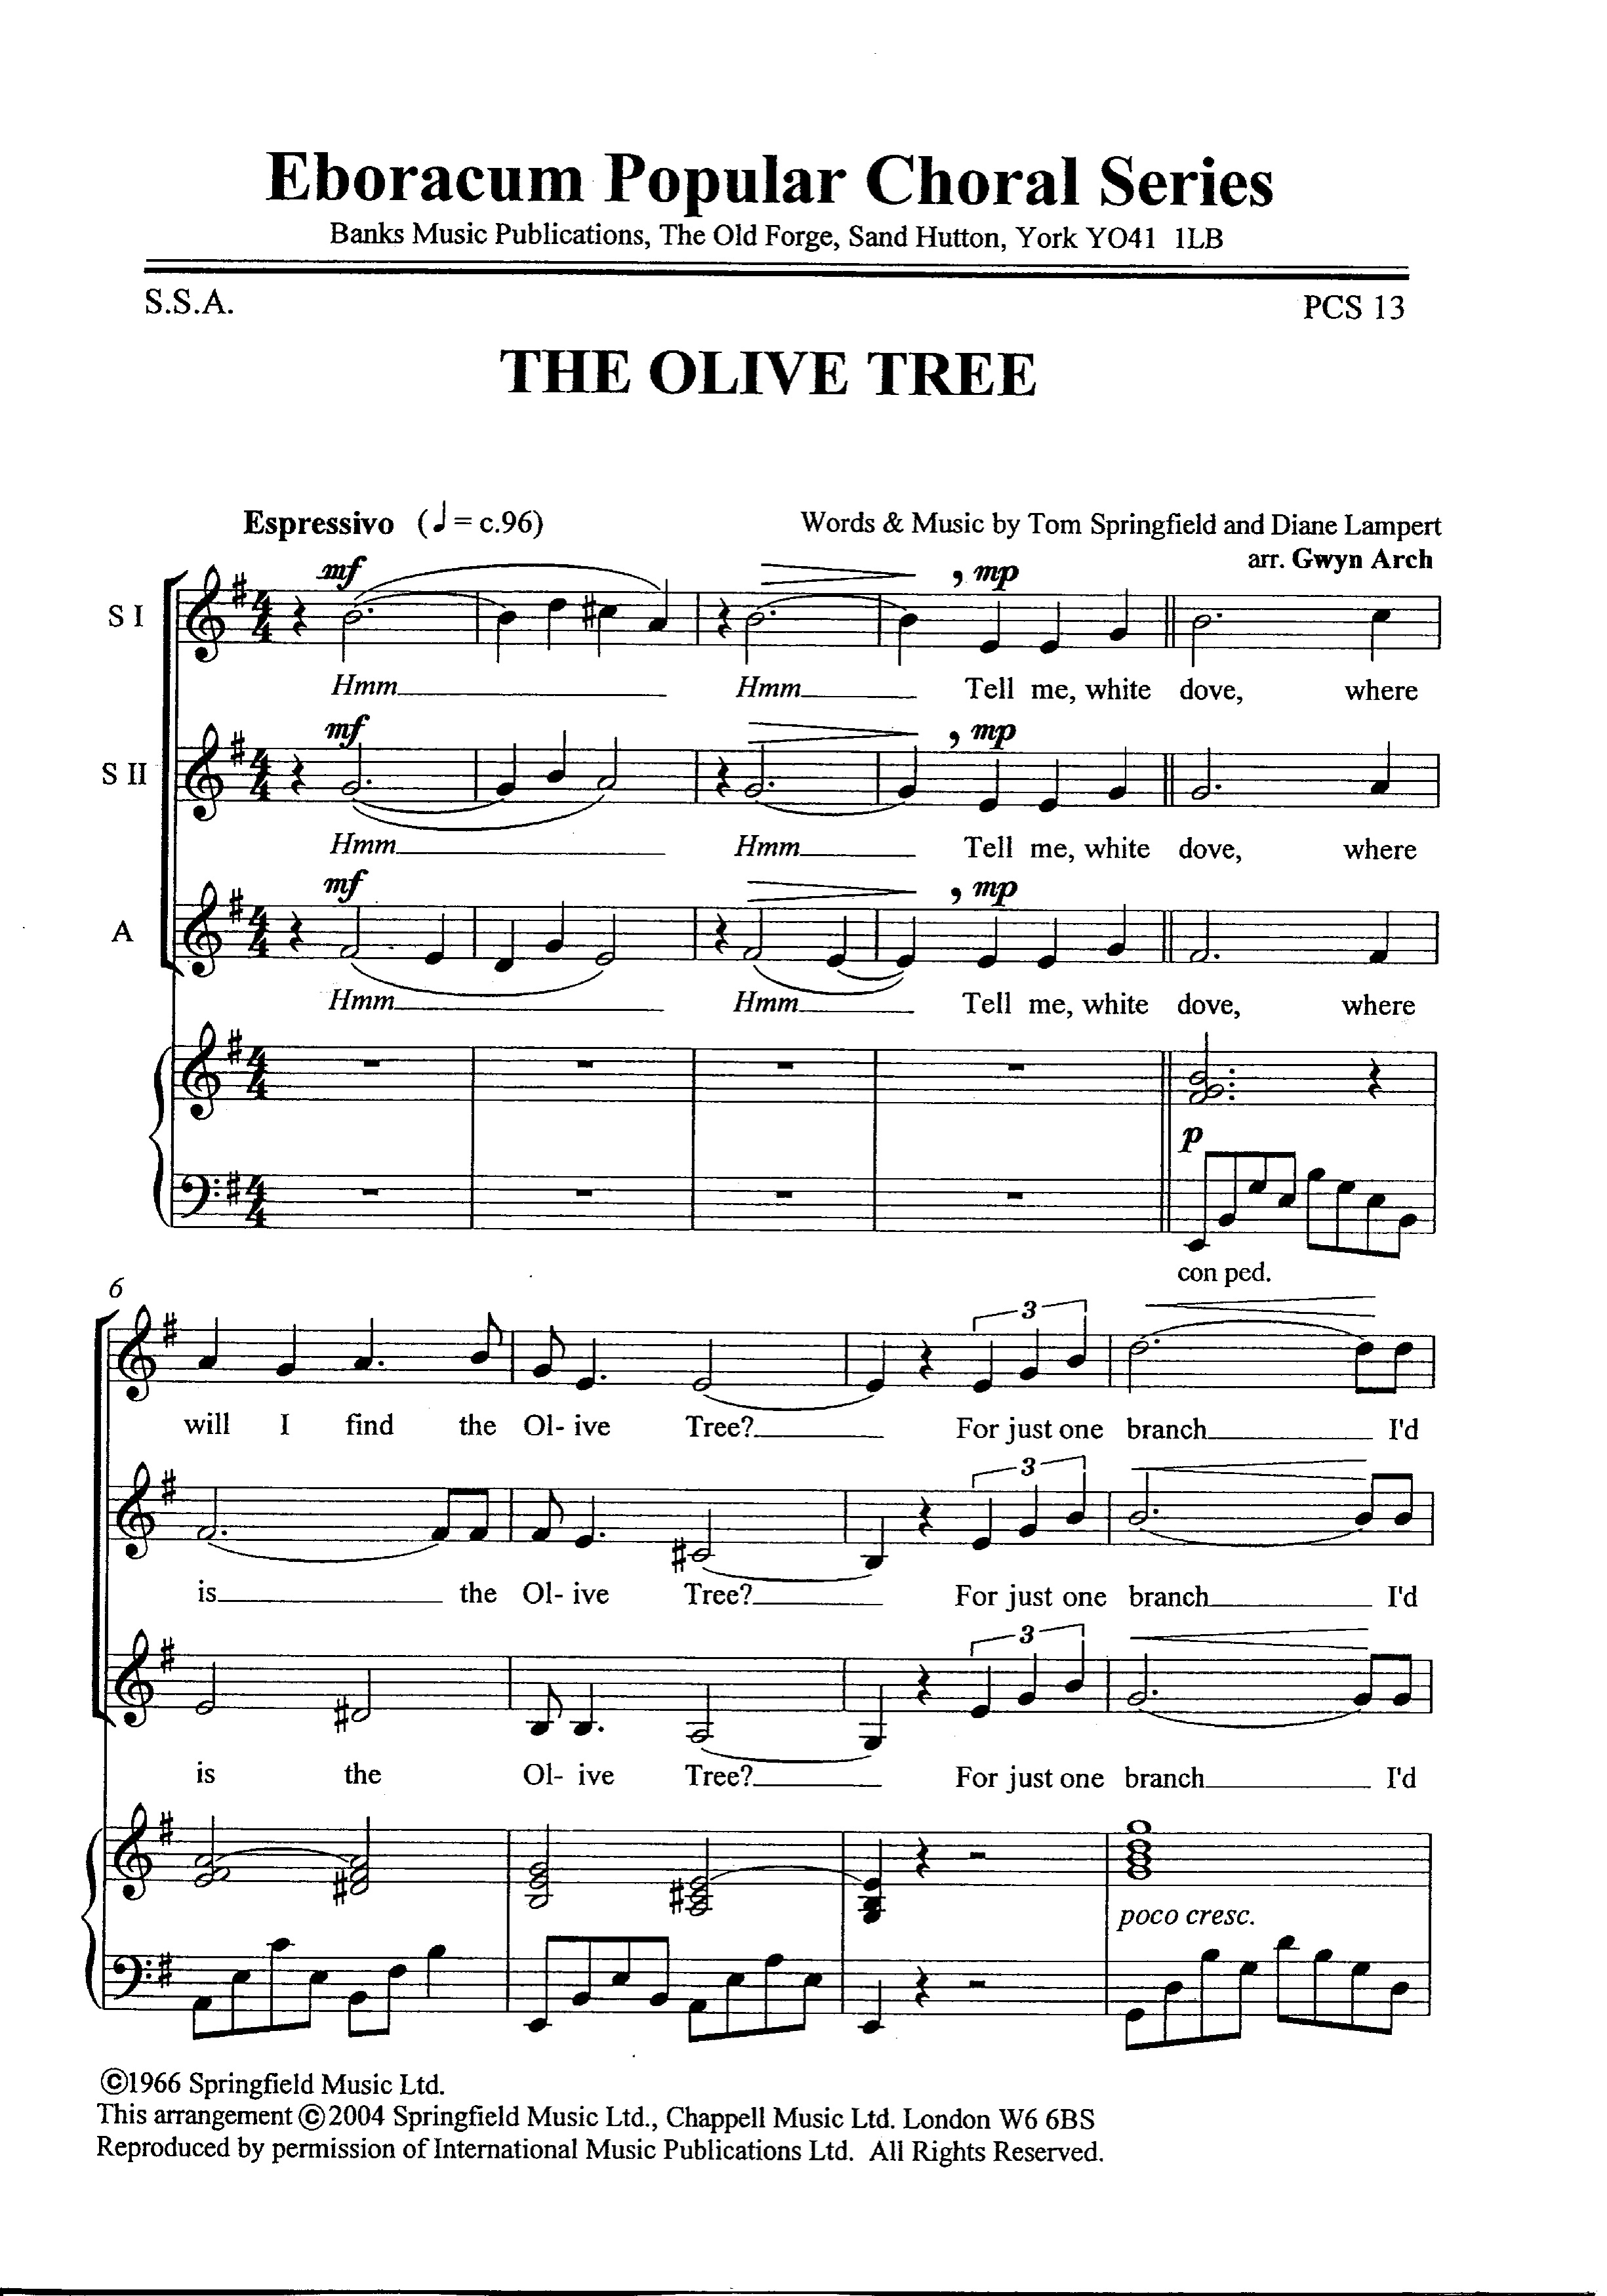 Eboracum Popular Choral Series
Banks Music Publications, The Old Forge, Sand Hutton, York YO41 1LB
S.S.A.
PCS 13
THE OLIVE TREE
Espressivo (♩= c.96)
Words & Music by Tom Springfield and Diane Lampert
arr. Gwyn Arch
mf , mp
S I
Hmm Hmm Tell me, white dove, where
mf , mp
S II
Hmm Hmm Tell me, white dove, where
mf , mp
A
Hmm Hmm Tell me, white dove, where
p
con ped.
6
3
will I find the Ol- ive Tree? For just one branch I'd
3
is the Ol- ive Tree? For just one branch I'd
3
is the Ol- ive Tree? For just one branch I'd
poco cresc.
©1966 Springfield Music Ltd.
This arrangement ©2004 Springfield Music Ltd., Chappell Music Ltd. London W6 6BS
Reproduced by permission of International Music Publications Ltd. All Rights Reserved.